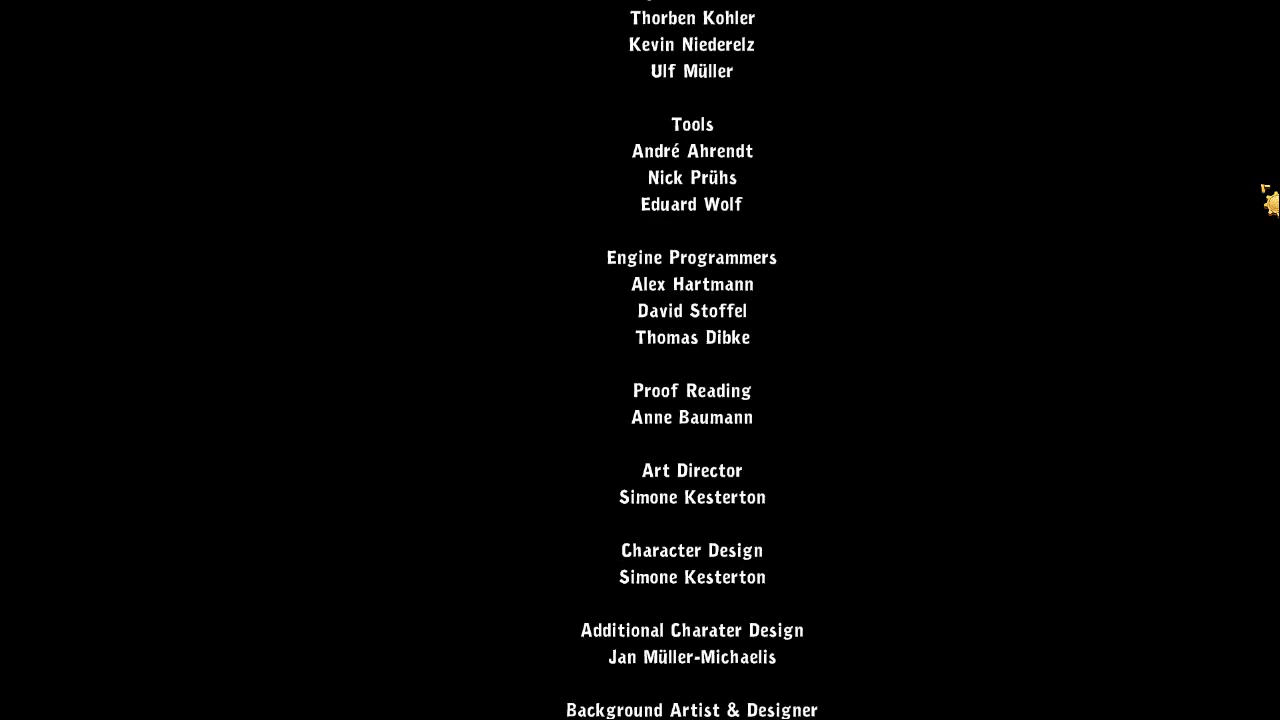 Thorben Kohler
Kevin Niederelz
Ulf Müller
Tools
André Ahrendt
Nick Prühs
Eduard Wolf
Engine Programmers
Alex Hartmann
David Stoffel
Thomas Dibke
Proof Reading
Anne Baumann
Art Director
Simone Kesterton
Character Design
Simone Kesterton
Additional Charater Design
Jan Müller-Michaelis
Background Artist & Designer